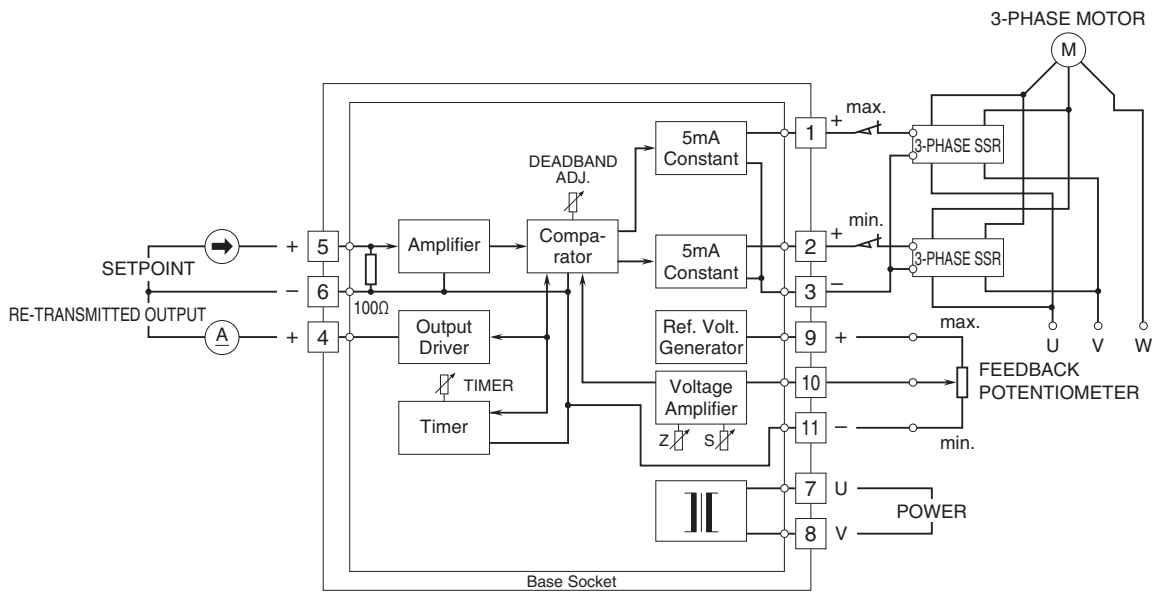 3-PHASE MOTOR
M
1
+
max.
5mA
Constant
3-PHASE SSR
DEADBAND
ADJ.
SETPOINT
+
5
Amplifier
Compa-
rator
5mA
Constant
2
+
min.
3-PHASE SSR
−
6
100Ω
3
−
RE-TRANSMITTED OUTPUT
A
+
4
Output
Driver
Ref. Volt.
Generator
9
+
max.
U
V
W
TIMER
Timer
Voltage
Amplifier
10
FEEDBACK
POTENTIOMETER
Z
S
11
−
min.
7
U
POWER
8
V
Base Socket